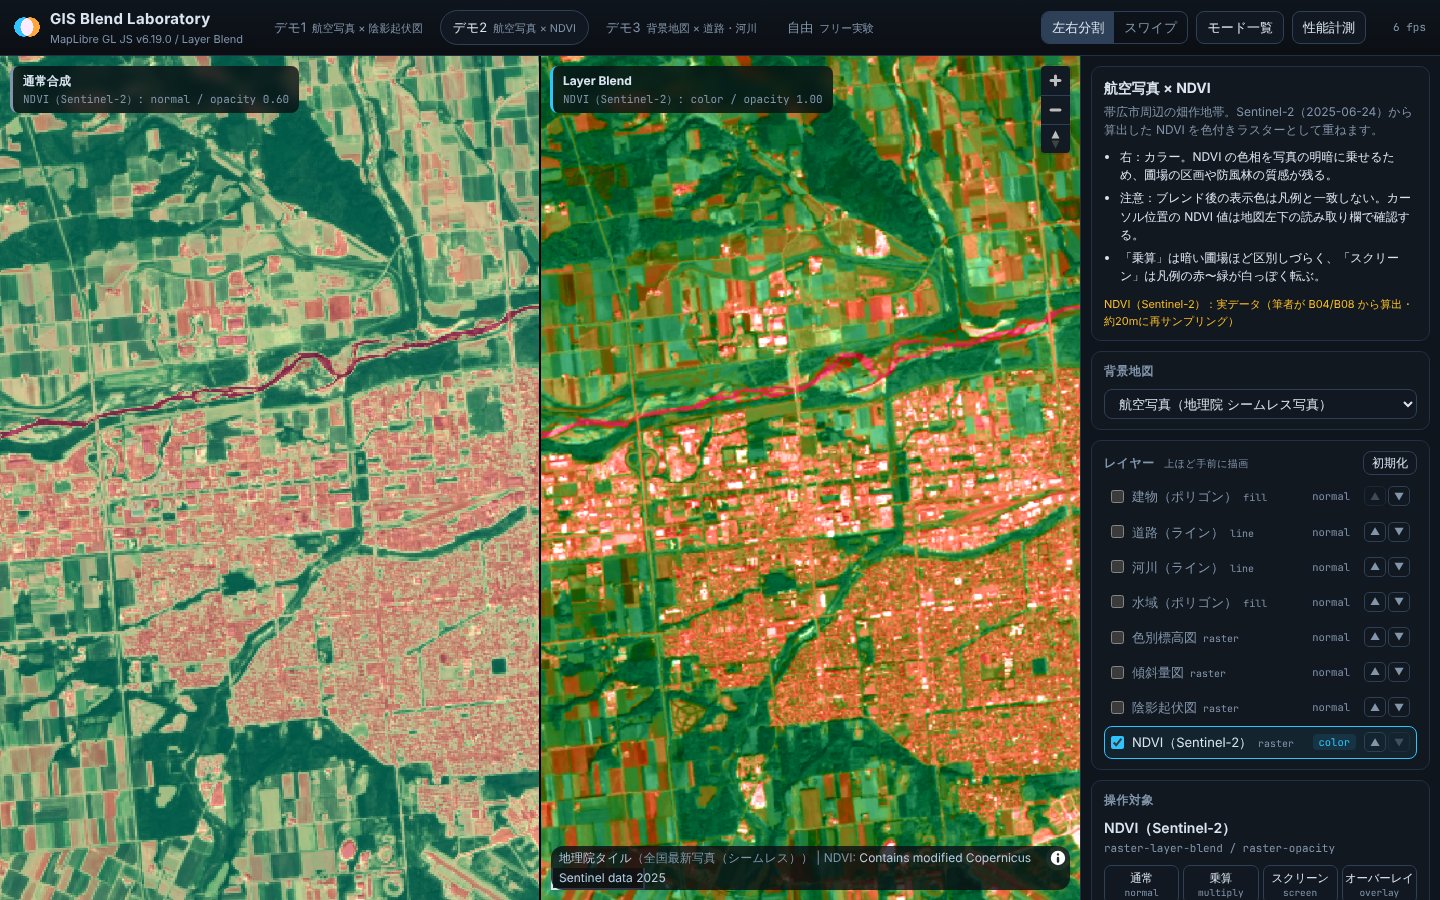 GIS Blend Laboratory
MapLibre GL JS v6.19.0 / Layer Blend
デモ1 航空写真 × 陰影起伏図
デモ2 航空写真 × NDVI
デモ3 背景地図 × 道路・河川
自由 フリー実験
左右分割
スワイプ
モード一覧
性能計測
6 fps
通常合成
NDVI（Sentinel-2）: normal / opacity 0.60
Layer Blend
NDVI（Sentinel-2）: color / opacity 1.00
地理院タイル（全国最新写真（シームレス）） | NDVI: Contains modified Copernicus
Sentinel data 2025
航空写真 × NDVI
帯広市周辺の畑作地帯。Sentinel-2（2025-06-24）から
算出した NDVI を色付きラスターとして重ねます。
• 右：カラー。NDVI の色相を写真の明暗に乗せるた
め、圃場の区画や防風林の質感が残る。
• 注意：ブレンド後の表示色は凡例と一致しない。カー
ソル位置の NDVI 値は地図左下の読み取り欄で確認す
る。
• 「乗算」は暗い圃場ほど区別しづらく、「スクリー
ン」は凡例の赤〜緑が白っぽく転ぶ。
NDVI（Sentinel-2）：実データ（筆者が B04/B08 から算出・
約20mに再サンプリング）
背景地図
航空写真（地理院 シームレス写真）
レイヤー 上ほど手前に描画
初期化
建物（ポリゴン） fill normal
道路（ライン） line normal
河川（ライン） line normal
水域（ポリゴン） fill normal
色別標高図 raster normal
傾斜量図 raster normal
陰影起伏図 raster normal
NDVI（Sentinel-2） raster color
操作対象
NDVI（Sentinel-2）
raster-layer-blend / raster-opacity
通常 乗算 スクリーン オーバーレイ
normal multiply screen overlay